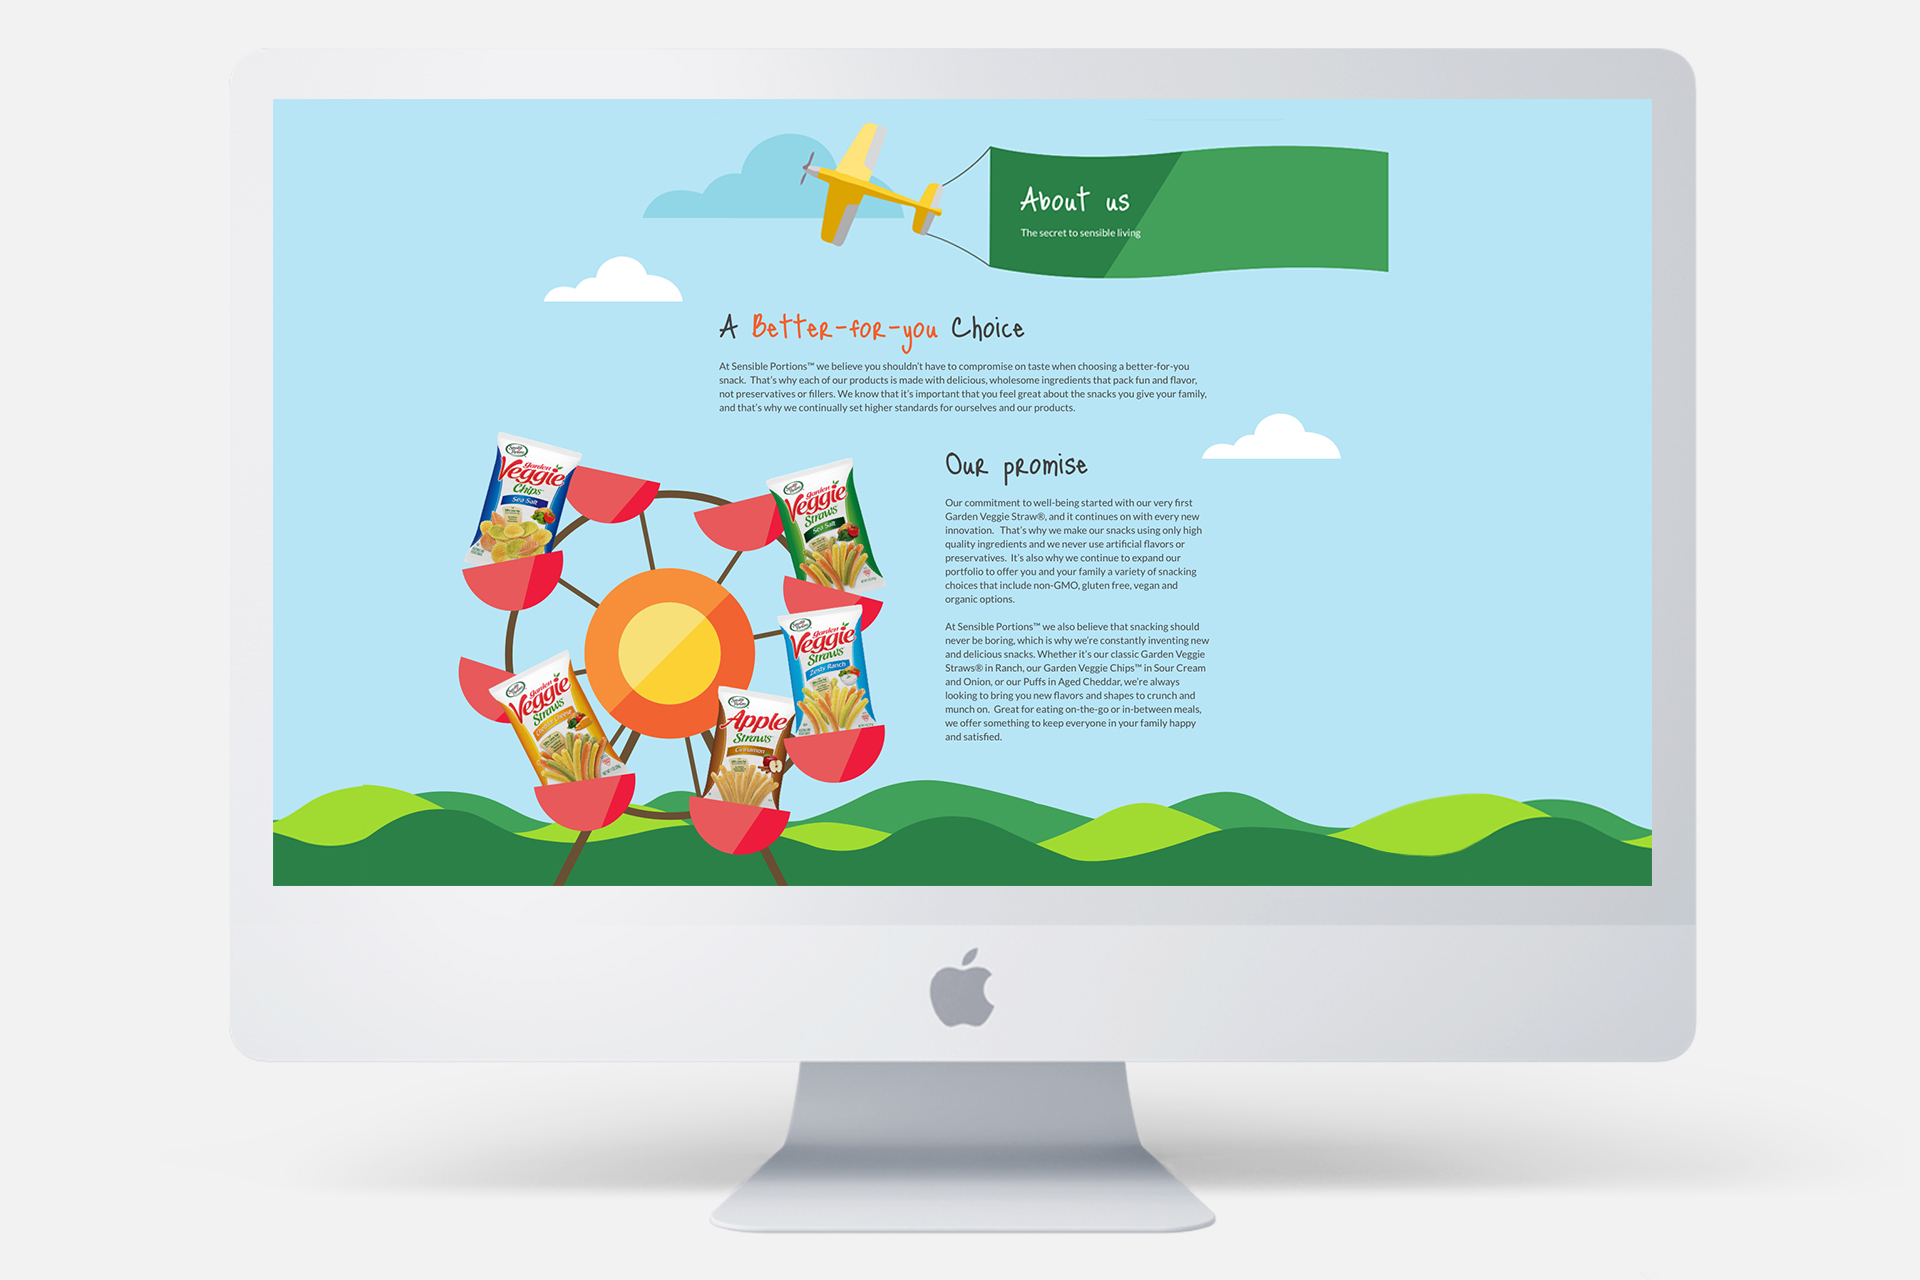 About us
The secret to sensible living
A Better-for-you Choice
At Sensible Portions™ we believe you shouldn't have to compromise on taste when choosing a better-for-you
snack.  That's why each of our products is made with delicious, wholesome ingredients that pack fun and flavor,
not preservatives or fillers. We know that it's important that you feel great about the snacks you give your family,
and that's why we continually set higher standards for ourselves and our products.
Our promise
Our commitment to well-being started with our very first
Garden Veggie Straw®, and it continues on with every new
innovation.   That's why we make our snacks using only high
quality ingredients and we never use artificial flavors or
preservatives.  It's also why we continue to expand our
portfolio to offer you and your family a variety of snacking
choices that include non-GMO, gluten free, vegan and
organic options.
At Sensible Portions™ we also believe that snacking should
never be boring, which is why we're constantly inventing new
and delicious snacks. Whether it's our classic Garden Veggie
Straws® in Ranch, our Garden Veggie Chips™ in Sour Cream
and Onion, or our Puffs in Aged Cheddar, we're always
looking to bring you new flavors and shapes to crunch and
munch on.  Great for eating on-the-go or in-between meals,
we offer something to keep everyone in your family happy
and satisfied.
Sensible
Portions
garden
Veggie
Chips
Sea Salt
Sensible
Portions
garden
Veggie
Straws
Sea Salt
Sensible
Portions
garden
Veggie
Straws
Zesty Ranch
Sensible
Portions
garden
Veggie
Straws
Sensible
Portions
Apple
Straws
Cinnamon